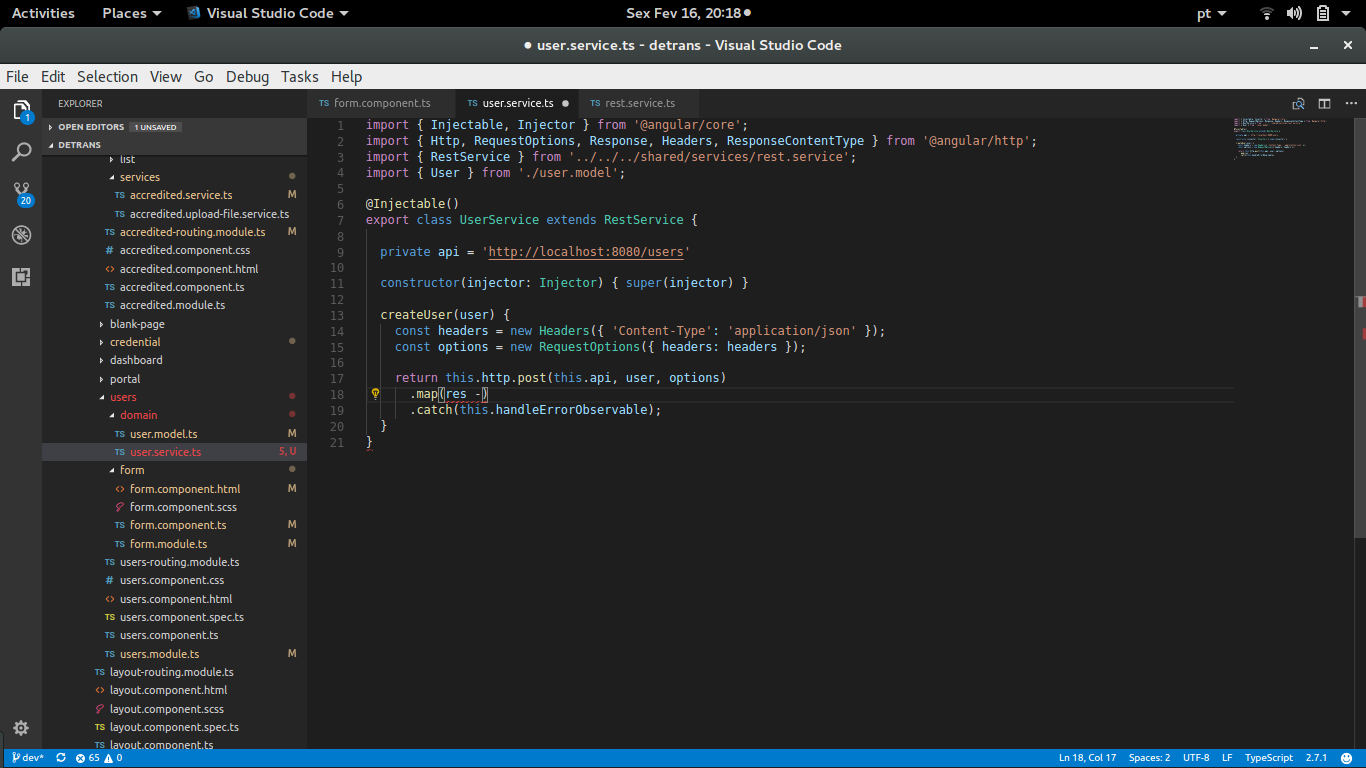 Activities Places Visual Studio Code Sex Fev 16, 20:18 pt
user.service.ts - detrans - Visual Studio Code
File Edit Selection View Go Debug Tasks Help
EXPLORER
OPEN EDITORS 1 UNSAVED
DETRANS
list
services
TS accredited.service.ts M
TS accredited.upload-file.service.ts
TS accredited-routing.module.ts M
# accredited.component.css
<> accredited.component.html
TS accredited.component.ts
TS accredited.module.ts
blank-page
credential
dashboard
portal
users
domain
TS user.model.ts M
TS user.service.ts 5, U
form
<> form.component.html M
form.component.scss
TS form.component.ts M
TS form.module.ts M
TS users-routing.module.ts
# users.component.css
<> users.component.html
TS users.component.spec.ts
TS users.component.ts
TS users.module.ts M
TS layout-routing.module.ts
<> layout.component.html
layout.component.scss
TS layout.component.spec.ts
TS layout.component.ts
1
20
TS form.component.ts TS user.service.ts TS rest.service.ts
1 import { Injectable, Injector } from '@angular/core';
2 import { Http, RequestOptions, Response, Headers, ResponseContentType } from '@angular/http';
3 import { RestService } from '../../../shared/services/rest.service';
4 import { User } from './user.model';
5
6 @Injectable()
7 export class UserService extends RestService {
8
9 private api = 'http://localhost:8080/users'
10
11 constructor(injector: Injector) { super(injector) }
12
13 createUser(user) {
14 const headers = new Headers({ 'Content-Type': 'application/json' });
15 const options = new RequestOptions({ headers: headers });
16
17 return this.http.post(this.api, user, options)
18 .map(res -)
19 .catch(this.handleErrorObservable);
20 }
21 }
dev* 65 0 Ln 18, Col 17 Spaces: 2 UTF-8 LF TypeScript 2.7.1